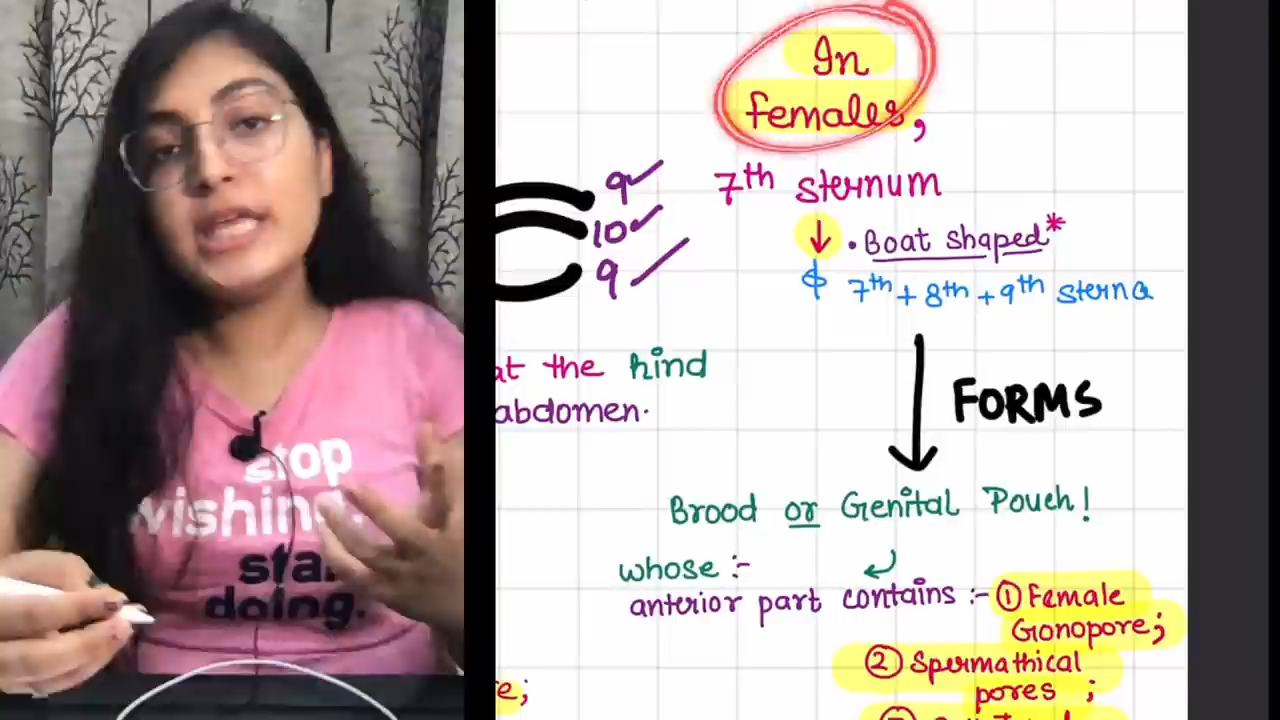 In
females,
9
10
9
7th sternum
• Boat shaped*
& 7th + 8th + 9th sterna
at the hind
abdomen.
FORMS
Brood or Genital Pouch!
whose :-
anterior part contains :- ① Female
Gonopore;
② Spermathical
pores ;
e;
stop
wishing.
start
doing.